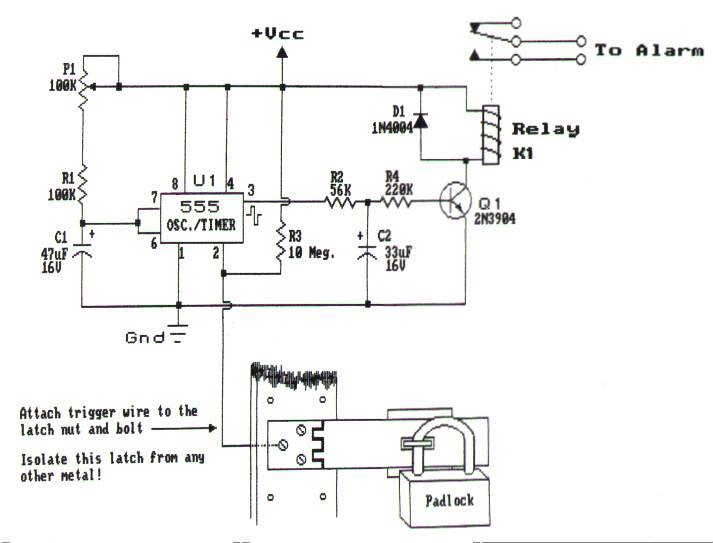 +Vcc
To Alarm
P1
100K
D1
1N4004
Relay
K1
R1
100K
U1
8
4
3
7
555
OSC./TIMER
6
1
2
R2
56K
R4
220K
Q1
2N3904
C1
+
47uF
16V
R3
10 Meg.
+
C2
33uF
16V
Gnd
Attach trigger wire to the
latch nut and bolt
Isolate this latch from any
other metal!
Padlock